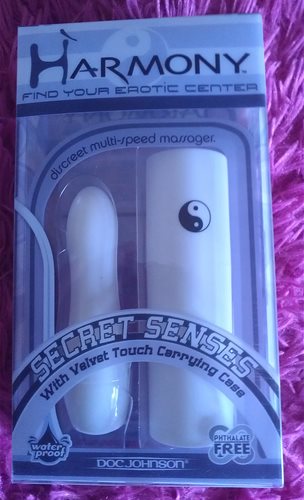 HARMONY™
FIND YOUR EROTIC CENTER
discreet multi-speed massager.
SECRET SENSES
With Velvet Touch Carrying Case
water proof
PHTHALATE FREE
DOC JOHNSON®